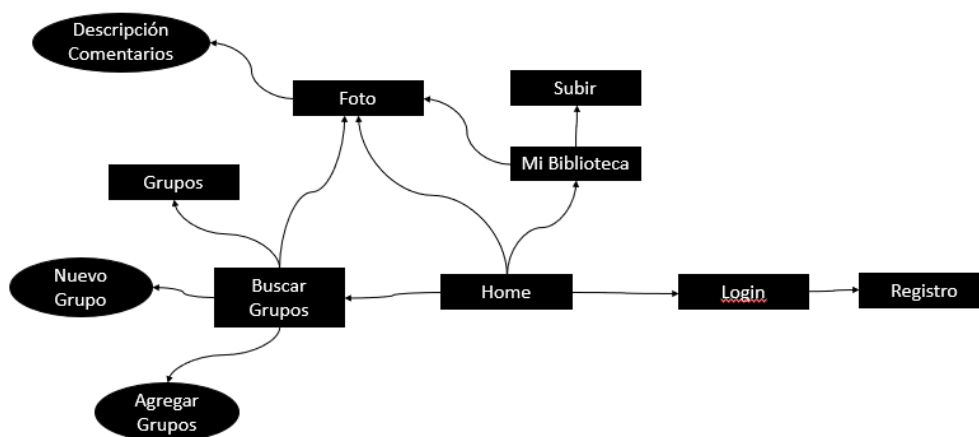 Descripción
Comentarios
Foto
Subir
Mi Biblioteca
Grupos
Nuevo
Grupo
Buscar
Grupos
Home
Login
Registro
Agregar
Grupos